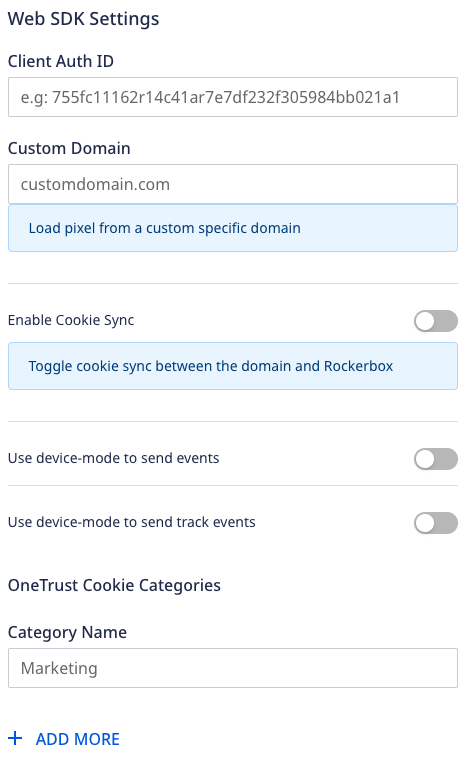 Web SDK Settings
Client Auth ID
e.g: 755fc11162r14c41ar7e7df232f305984bb021a1
Custom Domain
customdomain.com
Load pixel from a custom specific domain
Enable Cookie Sync
Toggle cookie sync between the domain and Rockerbox
Use device-mode to send events
Use device-mode to send track events
OneTrust Cookie Categories
Category Name
Marketing
+ ADD MORE